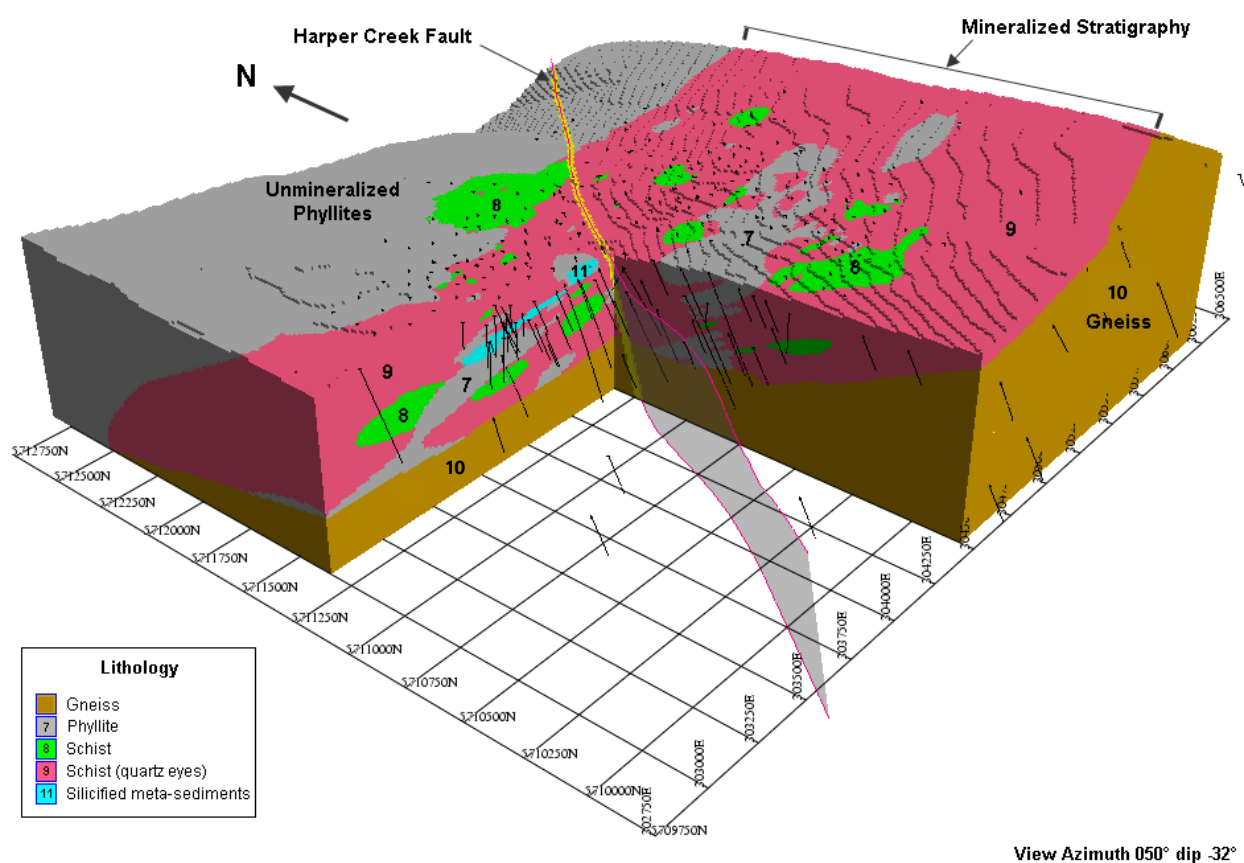 Harper Creek Fault
Mineralized Stratigraphy
N
Unmineralized
Phyllites
8
7
9
8
11
10
Gneiss
9
7
8
10
5712750N
5712500N
5712250N
5712000N
5711750N
5711500N
5711250N
5711000N
5710750N
5710500N
5710250N
5710000N
5709750N
302750E
303000E
303250E
303500E
303750E
304000E
304250E
306500
Lithology
Gneiss
7 Phyllite
8 Schist
9 Schist (quartz eyes)
11 Silicified meta-sediments
View Azimuth 050° dip -32°